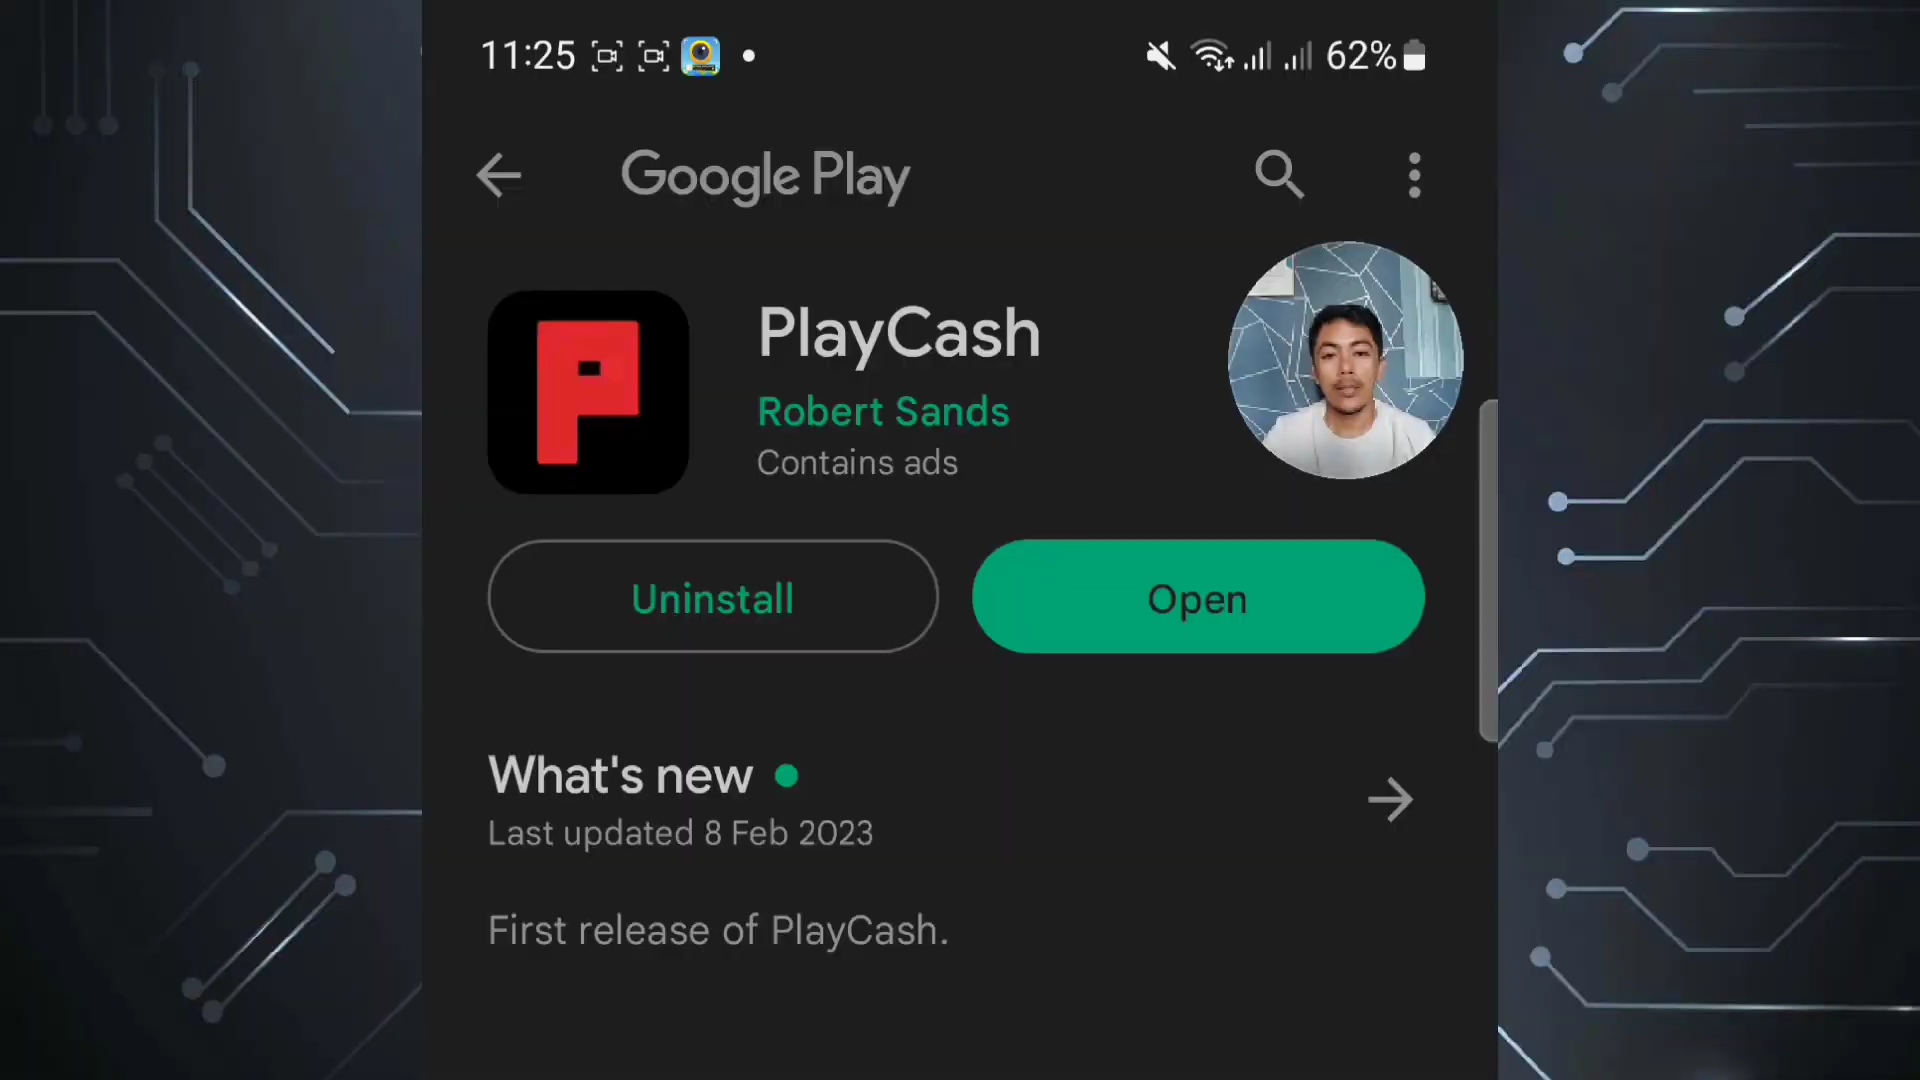 11:25
62%
Google Play
P
PlayCash
Robert Sands
Contains ads
Uninstall
Open
What's new
Last updated 8 Feb 2023
First release of PlayCash.